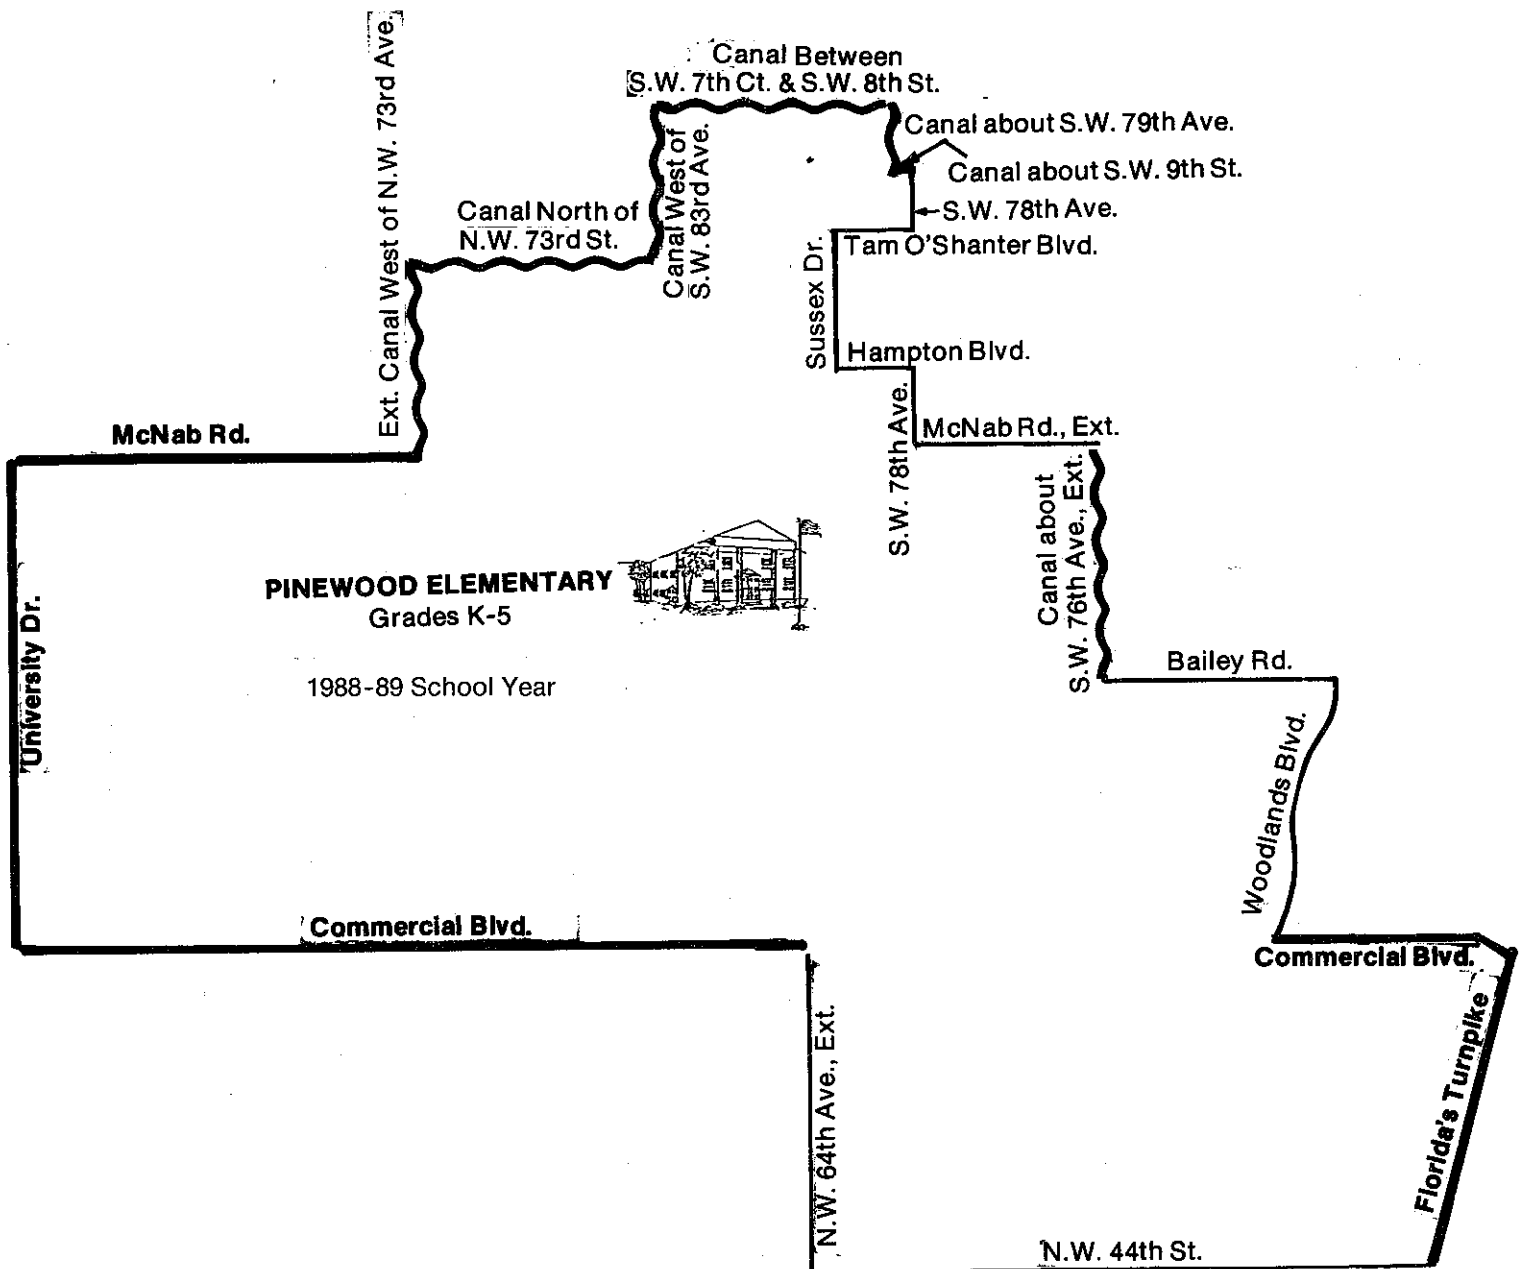 Canal Between
S.W. 7th Ct. & S.W. 8th St.
Ext. Canal West of N.W. 73rd Ave.
Canal about S.W. 79th Ave.
Canal about S.W. 9th St.
Canal West of
S.W. 83rd Ave.
Canal North of
N.W. 73rd St.
S.W. 78th Ave.
Tam O'Shanter Blvd.
Sussex Dr.
Hampton Blvd.
McNab Rd.
S.W. 78th Ave.
McNab Rd., Ext.
Canal about
S.W. 76th Ave., Ext.
PINEWOOD ELEMENTARY
Grades K-5
1988-89 School Year
University Dr.
Bailey Rd.
Woodlands Blvd.
Commercial Blvd.
Commercial Blvd.
N.W. 64th Ave., Ext.
Florida's Turnpike
N.W. 44th St.